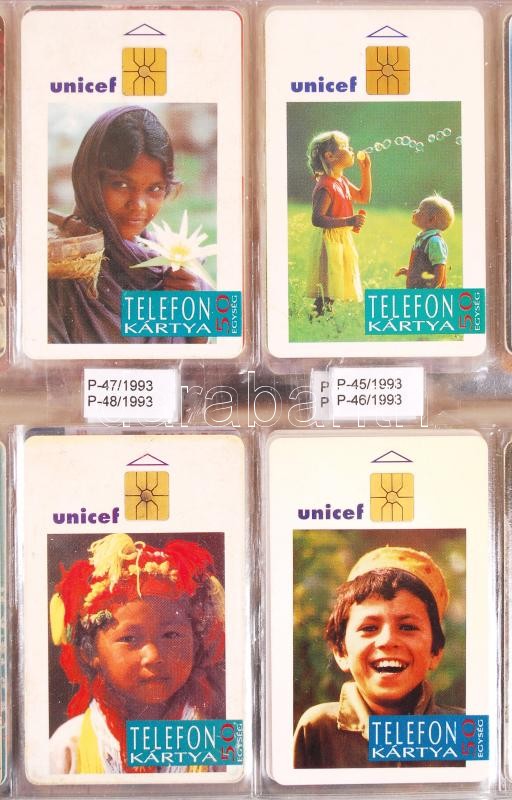 unicef
TELEFON
KÁRTYA
50
EGYSÉG
unicef
TELEFON
KÁRTYA
50
EGYSÉG
P-47/1993
P-48/1993
P P-45/1993
P P-46/1993
darabanth
unicef
TELEFON
KÁRTYA
50
EGYSÉG
unicef
TELEFON
KÁRTYA
50
EGYSÉG